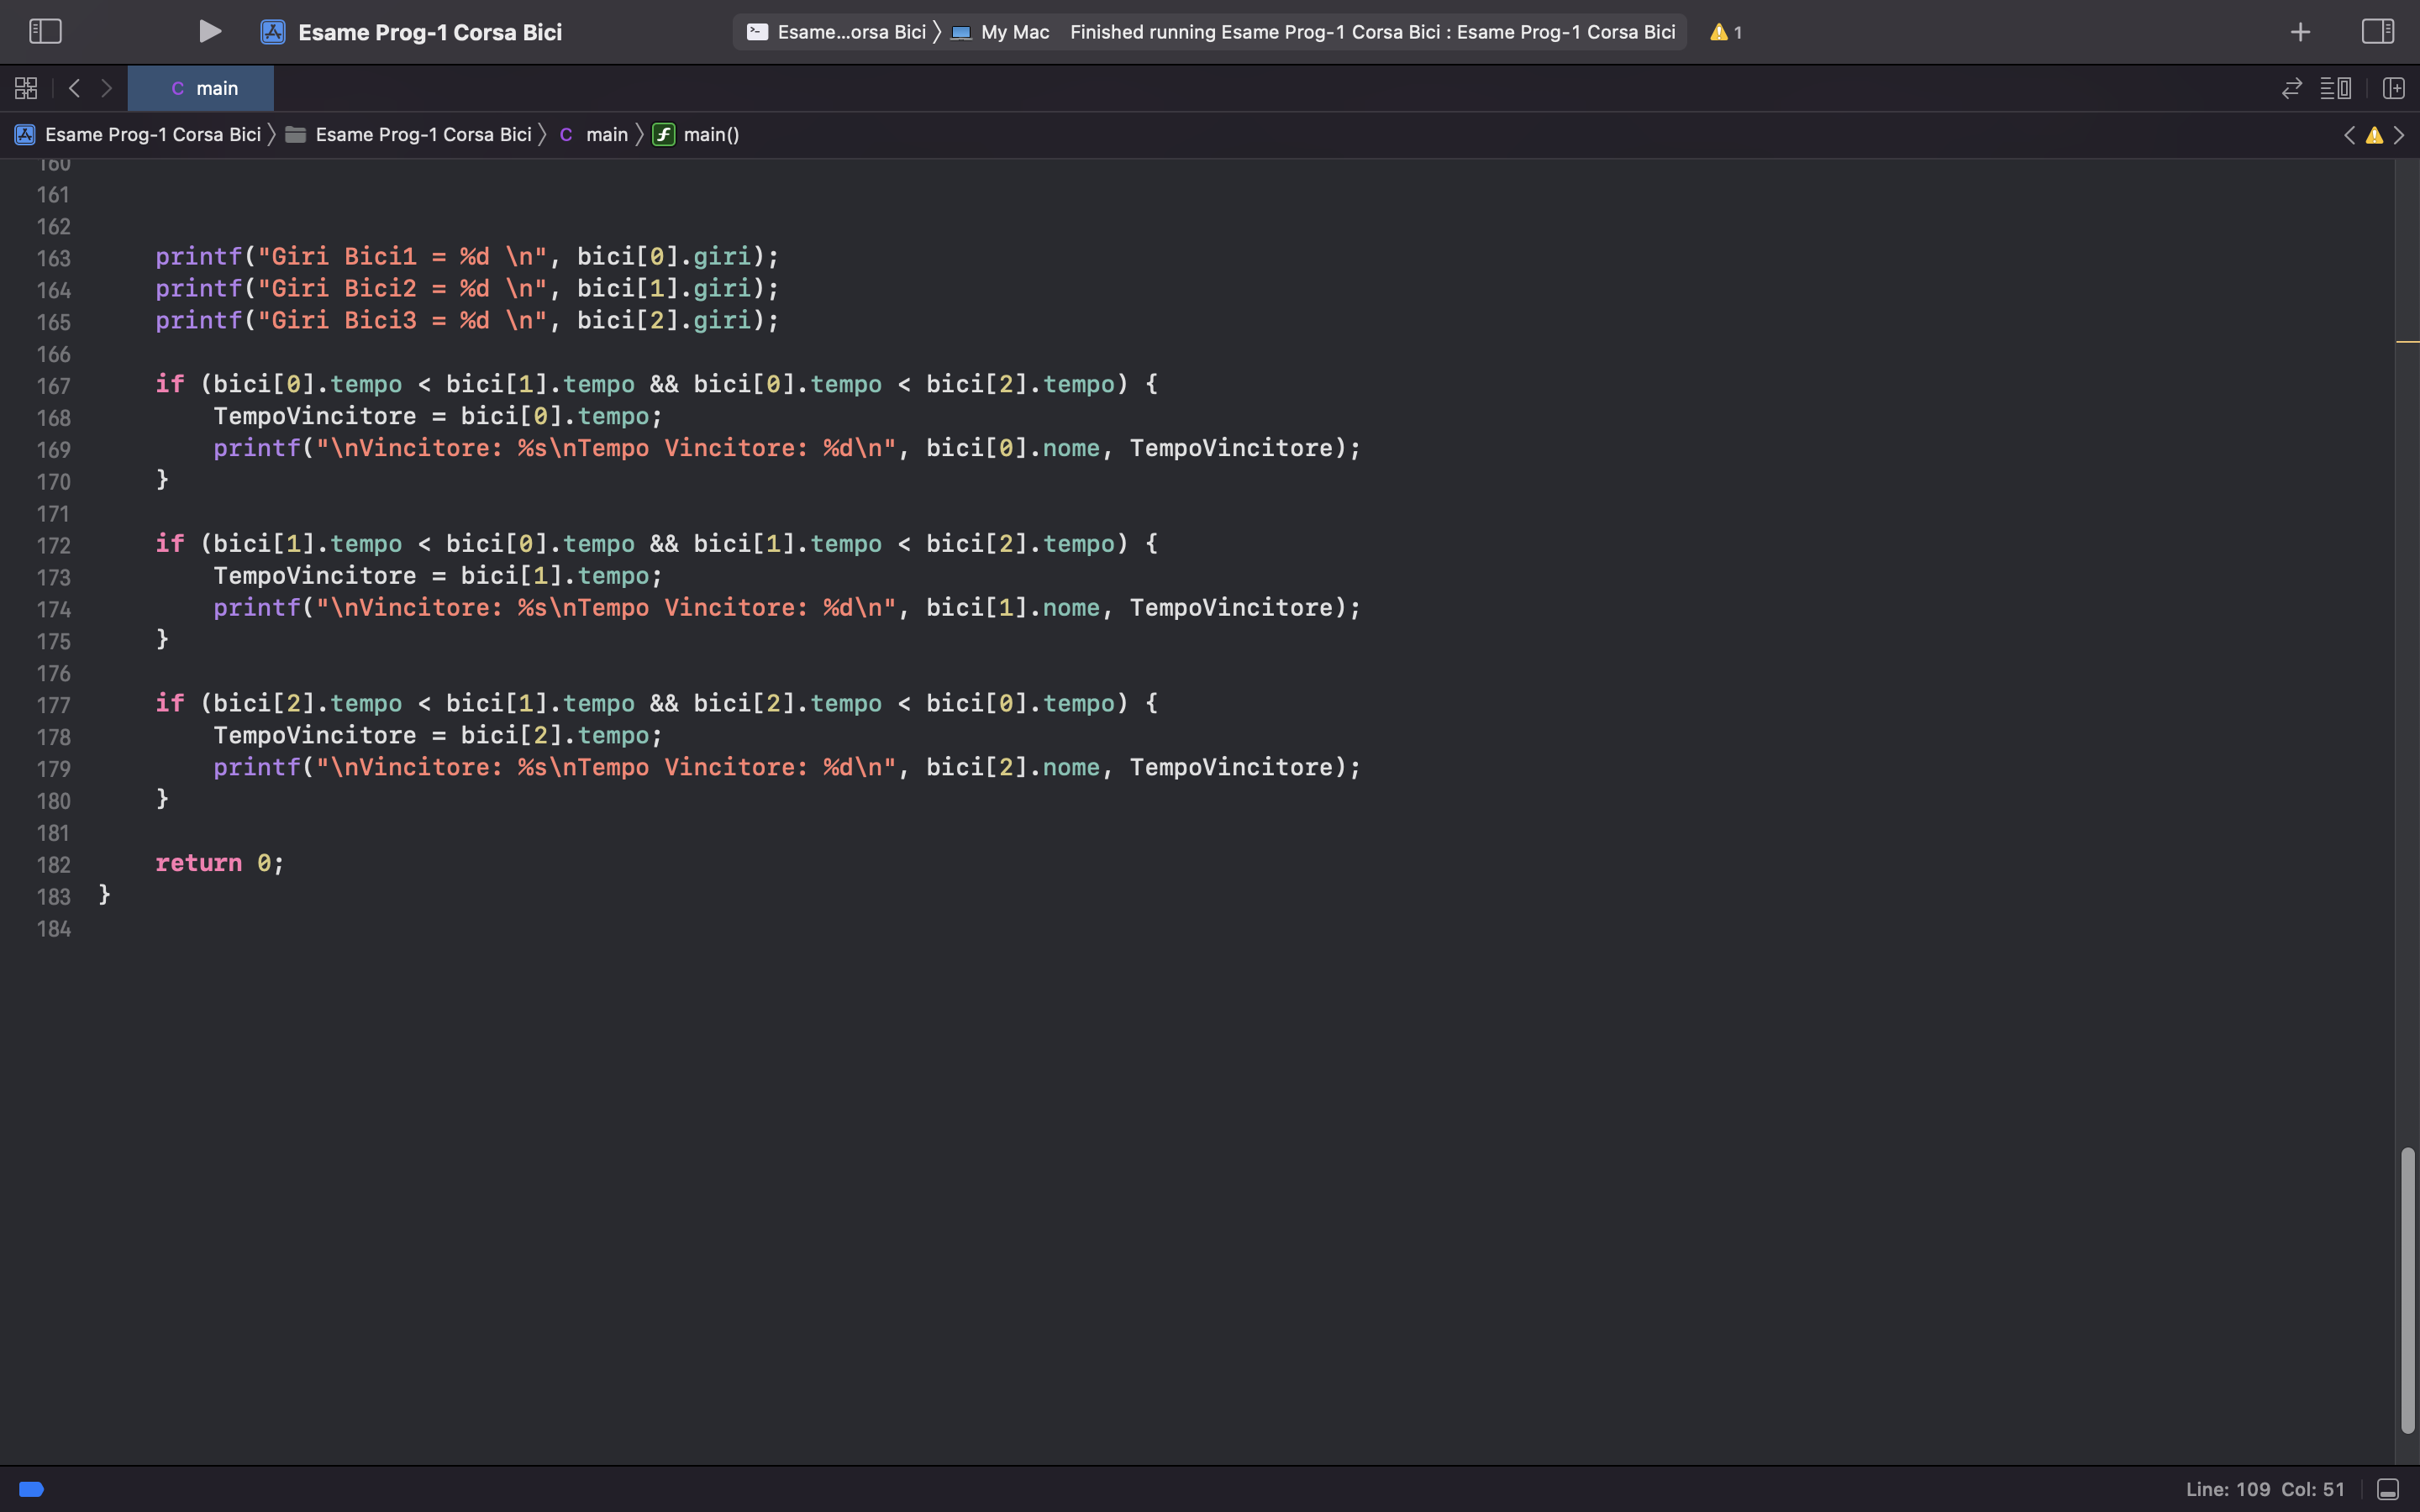 Esame Prog-1 Corsa Bici
Esame...orsa Bici 〉 My Mac Finished running Esame Prog-1 Corsa Bici : Esame Prog-1 Corsa Bici 1
C main
Esame Prog-1 Corsa Bici 〉 Esame Prog-1 Corsa Bici 〉 C main 〉 f main()
160
161
162
163 printf("Giri Bici1 = %d \n", bici[0].giri);
164 printf("Giri Bici2 = %d \n", bici[1].giri);
165 printf("Giri Bici3 = %d \n", bici[2].giri);
166
167 if (bici[0].tempo < bici[1].tempo && bici[0].tempo < bici[2].tempo) {
168 TempoVincitore = bici[0].tempo;
169 printf("\nVincitore: %s\nTempo Vincitore: %d\n", bici[0].nome, TempoVincitore);
170 }
171
172 if (bici[1].tempo < bici[0].tempo && bici[1].tempo < bici[2].tempo) {
173 TempoVincitore = bici[1].tempo;
174 printf("\nVincitore: %s\nTempo Vincitore: %d\n", bici[1].nome, TempoVincitore);
175 }
176
177 if (bici[2].tempo < bici[1].tempo && bici[2].tempo < bici[0].tempo) {
178 TempoVincitore = bici[2].tempo;
179 printf("\nVincitore: %s\nTempo Vincitore: %d\n", bici[2].nome, TempoVincitore);
180 }
181
182 return 0;
183 }
184
Line: 109 Col: 51